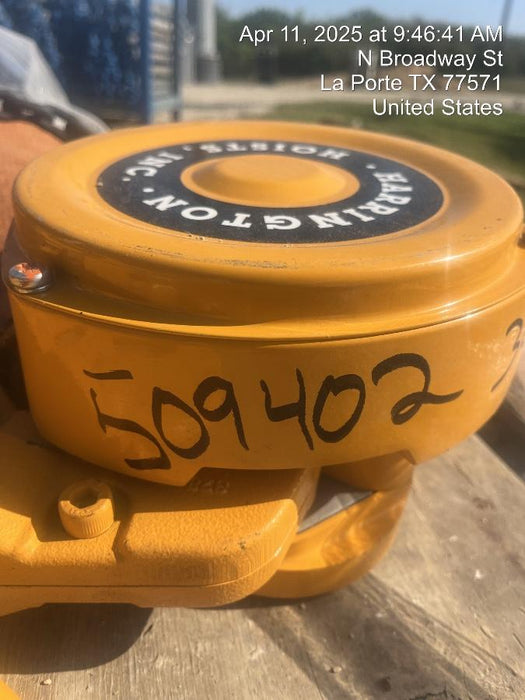 Apr 11, 2025 at 9:46:41 AM
N Broadway St
La Porte TX 77571
United States
HARRINGTON HOISTS, INC.
509402 3